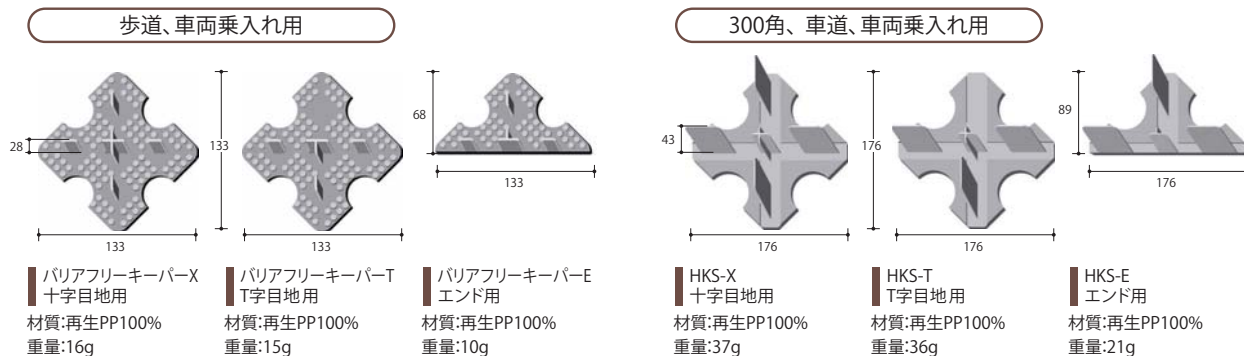 歩道、車両乗入れ用
28
133
133
133
68
133
バリアフリーキーパーX
十字目地用
材質:再生PP100%
重量:16g
バリアフリーキーパーT
T字目地用
材質:再生PP100%
重量:15g
バリアフリーキーパーE
エンド用
材質:再生PP100%
重量:10g
300角、車道、車両乗入れ用
43
176
176
176
89
176
HKS-X
十字目地用
材質:再生PP100%
重量:37g
HKS-T
T字目地用
材質:再生PP100%
重量:36g
HKS-E
エンド用
材質:再生PP100%
重量:21g